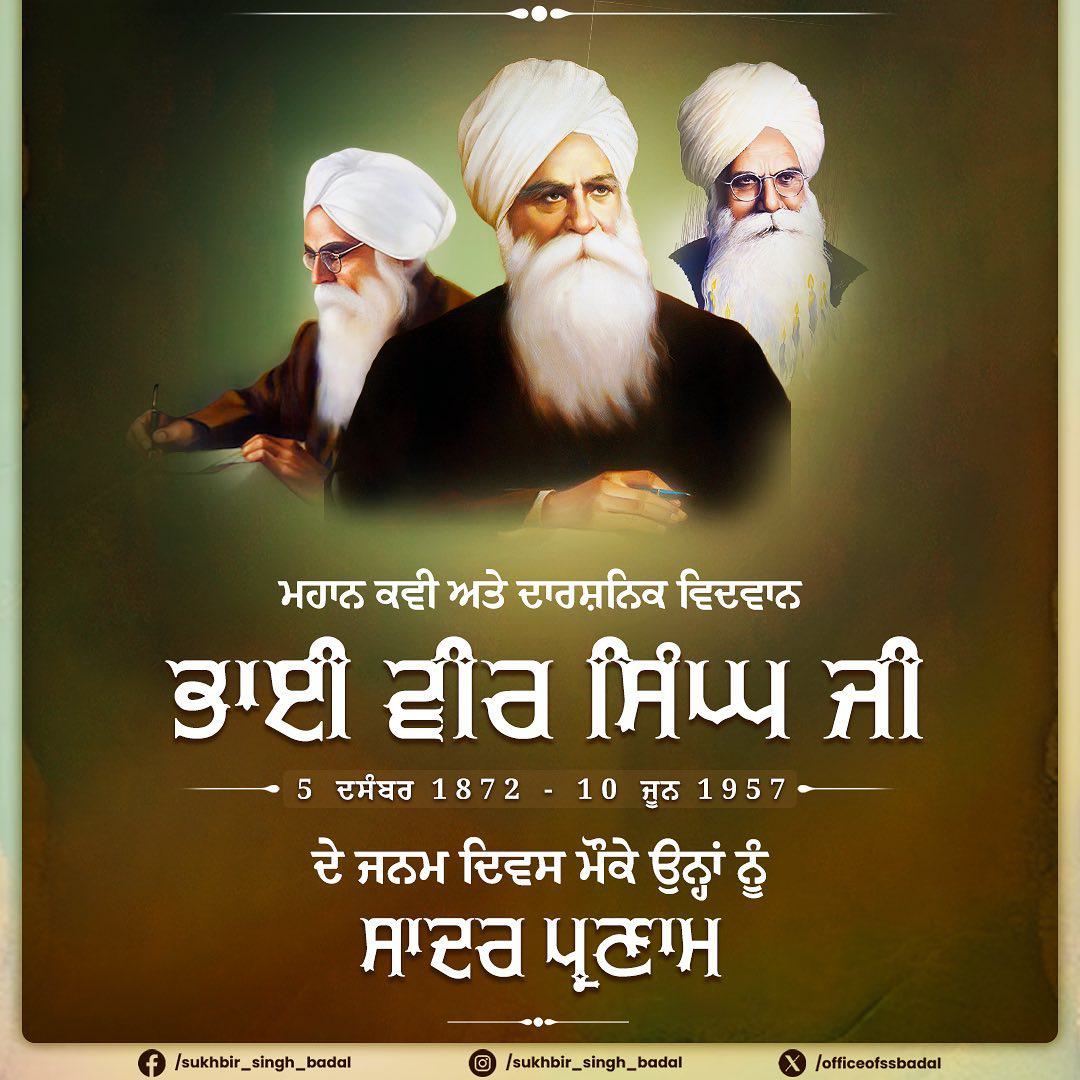 ਮਹਾਨ ਕਵੀ ਅਤੇ ਦਾਰਸ਼ਨਿਕ ਵਿਦਵਾਨ
ਭਾਈ ਵੀਰ ਸਿੰਘ ਜੀ
5 ਦਸੰਬਰ 1872 - 10 ਜੂਨ 1957
ਦੇ ਜਨਮ ਦਿਵਸ ਮੌਕੇ ਉਨ੍ਹਾਂ ਨੂੰ
ਸਾਦਰ ਪ੍ਰਣਾਮ
/sukhbir_singh_badal /sukhbir_singh_badal /officeofssbadal